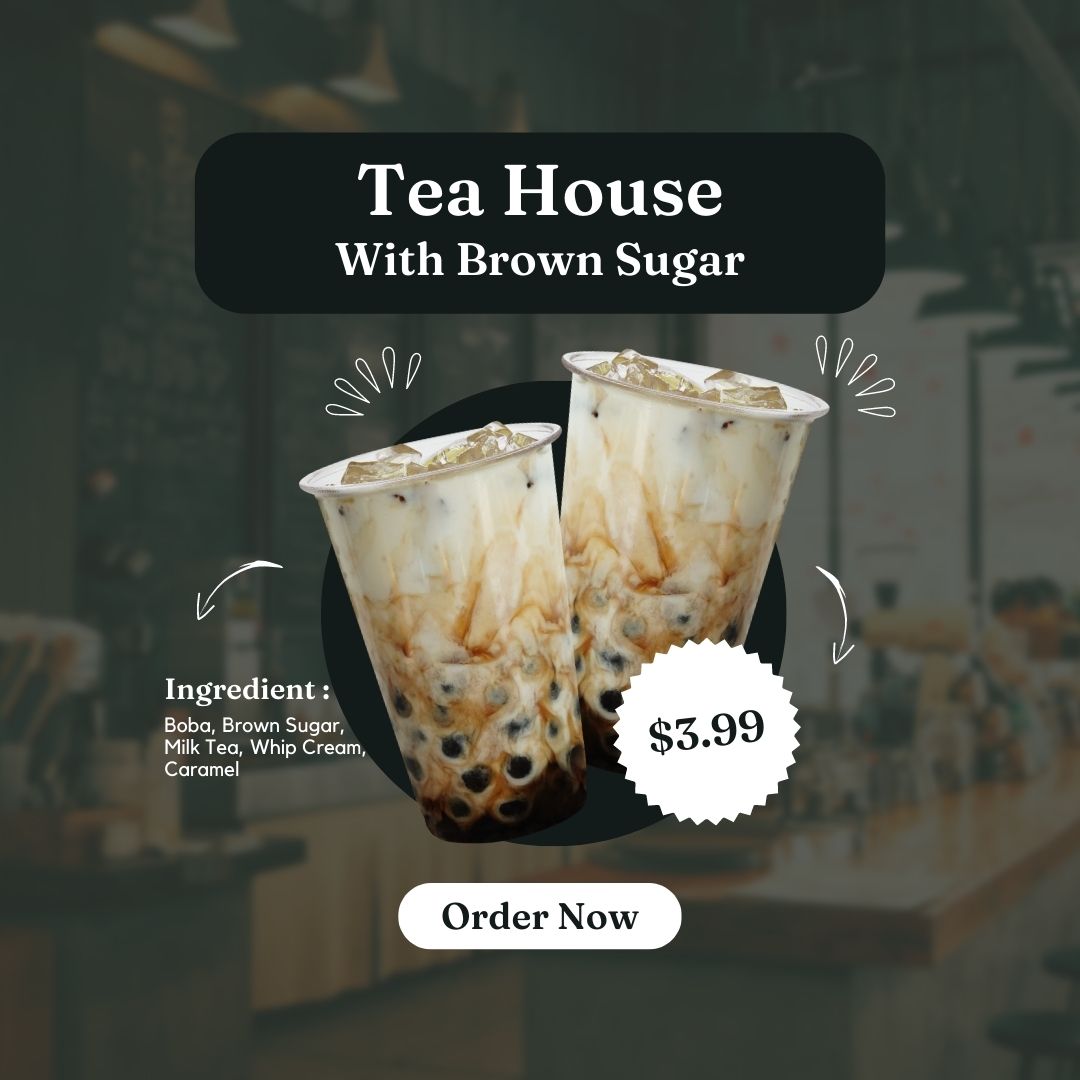 Tea House
With Brown Sugar
Ingredient :
Boba, Brown Sugar,
Milk Tea, Whip Cream,
Caramel
$3.99
Order Now